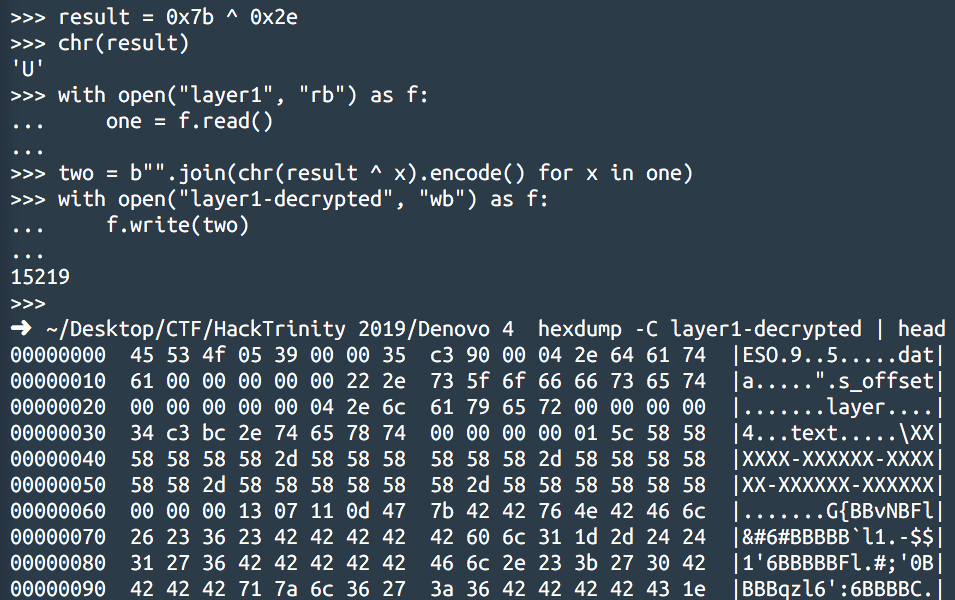 >>> result = 0x7b ^ 0x2e
>>> chr(result)
'U'
>>> with open("layer1", "rb") as f:
...     one = f.read()
...
>>> two = b"".join(chr(result ^ x).encode() for x in one)
>>> with open("layer1-decrypted", "wb") as f:
...     f.write(two)
...
15219
>>>
➜ ~/Desktop/CTF/HackTrinity 2019/Denovo 4  hexdump -C layer1-decrypted | head
00000000  45 53 4f 05 39 00 00 35  c3 90 00 04 2e 64 61 74  |ESO.9..5.....dat|
00000010  61 00 00 00 00 00 22 2e  73 5f 6f 66 66 73 65 74  |a.....".s_offset|
00000020  00 00 00 00 00 04 2e 6c  61 79 65 72 00 00 00 00  |.......layer....|
00000030  34 c3 bc 2e 74 65 78 74  00 00 00 00 01 5c 58 58  |4...text.....\XX|
00000040  58 58 58 58 2d 58 58 58  58 58 58 2d 58 58 58 58  |XXXX-XXXXXX-XXXX|
00000050  58 58 2d 58 58 58 58 58  58 2d 58 58 58 58 58 58  |XX-XXXXXX-XXXXXX|
00000060  00 00 00 13 07 11 0d 47  7b 42 42 76 4e 42 46 6c  |.......G{BBvNBFl|
00000070  26 23 36 23 42 42 42 42  42 60 6c 31 1d 2d 24 24  |&#6#BBBBB`l1.-$$|
00000080  31 27 36 42 42 42 42 42  46 6c 2e 23 3b 27 30 42  |1'6BBBBBFl.#;'0B|
00000090  42 42 42 71 7a 6c 36 27  3a 36 42 42 42 42 43 1e  |BBBqzl6':6BBBBC.|